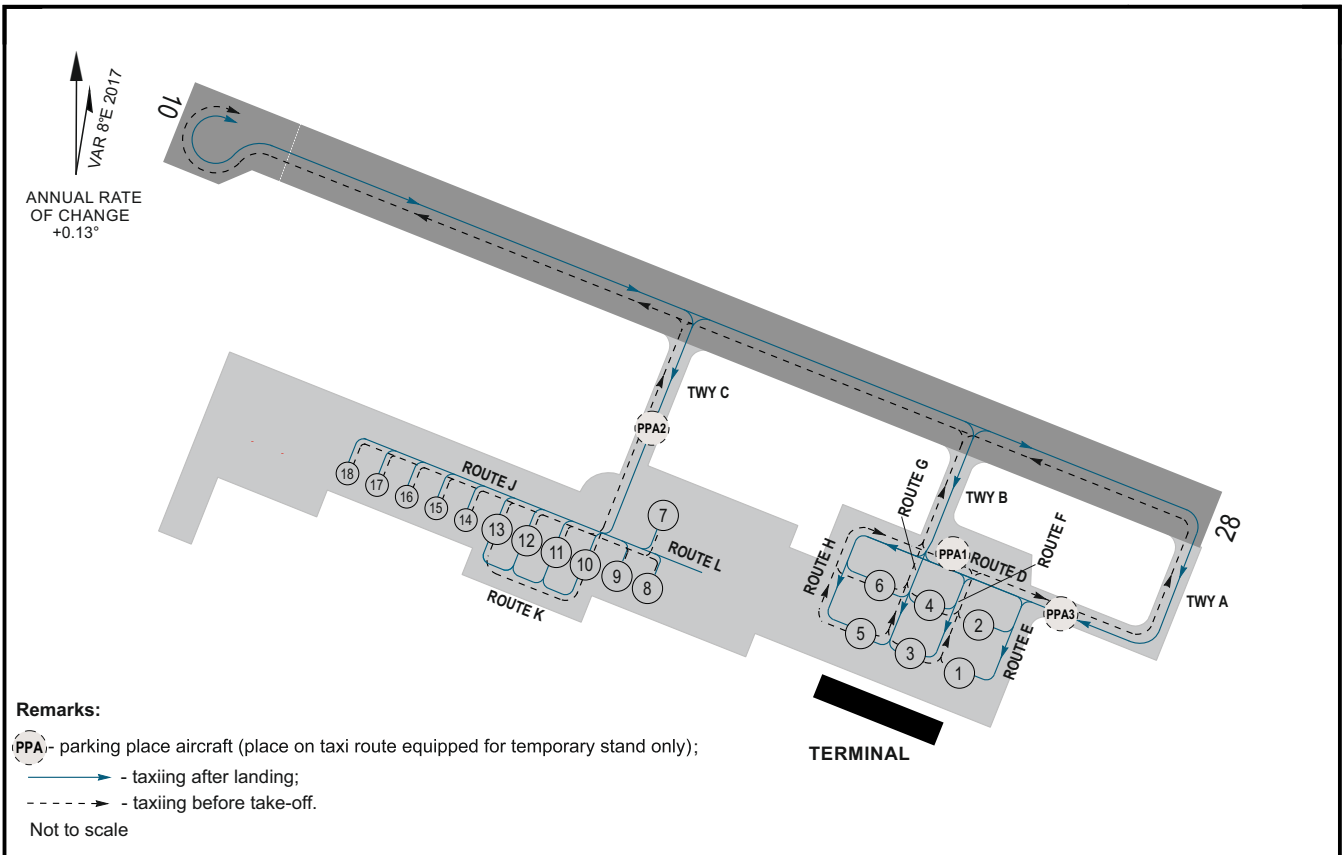 10
VAR 8°E 2017
ANNUAL RATE
OF CHANGE
+0.13°
TWY C
PPA2
ROUTE J
18
17
16
15
14
13
12
11
10
9
8
7
ROUTE L
ROUTE K
ROUTE G
TWY B
ROUTE F
28
PPA1
ROUTE D
ROUTE H
6
4
2
PPA3
TWY A
5
3
1
ROUTE E
TERMINAL
Remarks:
PPA - parking place aircraft (place on taxi route equipped for temporary stand only);
- taxiing after landing;
- taxiing before take-off.
Not to scale